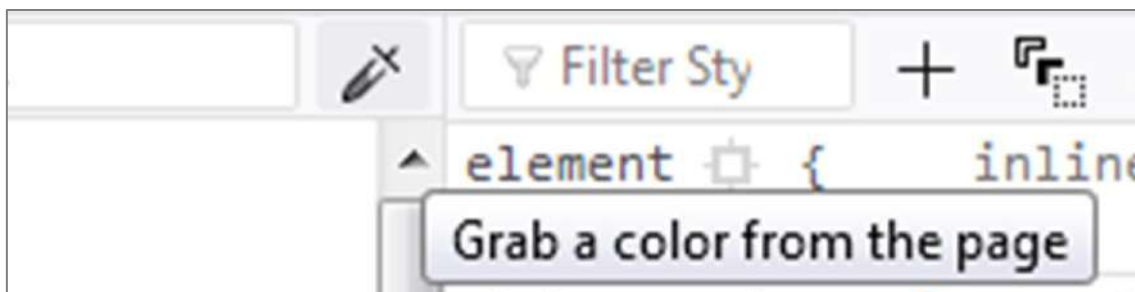 Filter Sty
element { inline
Grab a color from the page